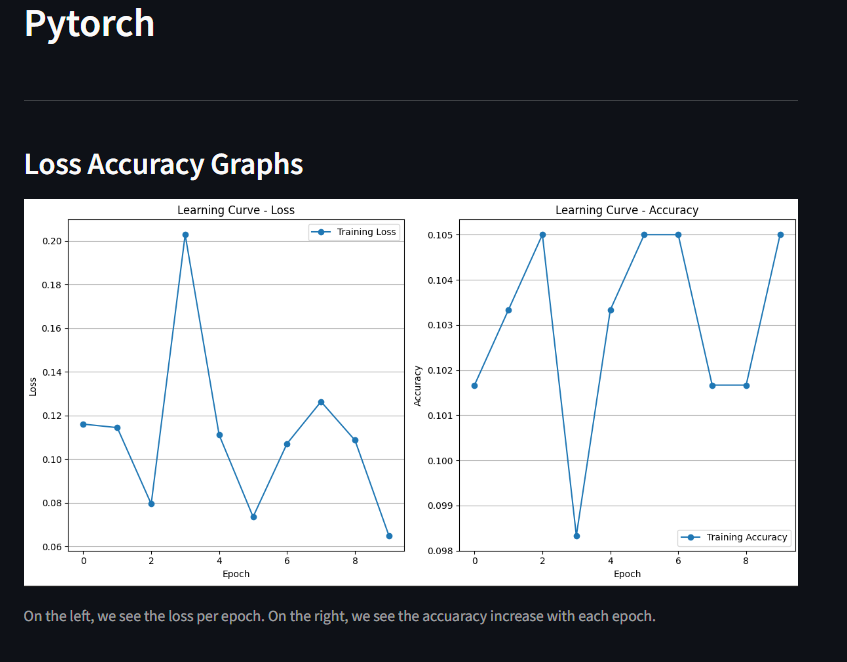 Pytorch
Loss Accuracy Graphs
Learning Curve - Loss
Training Loss
0.20
0.18
0.16
0.14
0.12
0.10
0.08
0.06
Loss
0 2 4 6 8
Epoch
Learning Curve - Accuracy
0.105
0.104
0.103
0.102
0.101
0.100
0.099
0.098
Accuracy
Training Accuracy
0 2 4 6 8
Epoch
On the left, we see the loss per epoch. On the right, we see the accuaracy increase with each epoch.